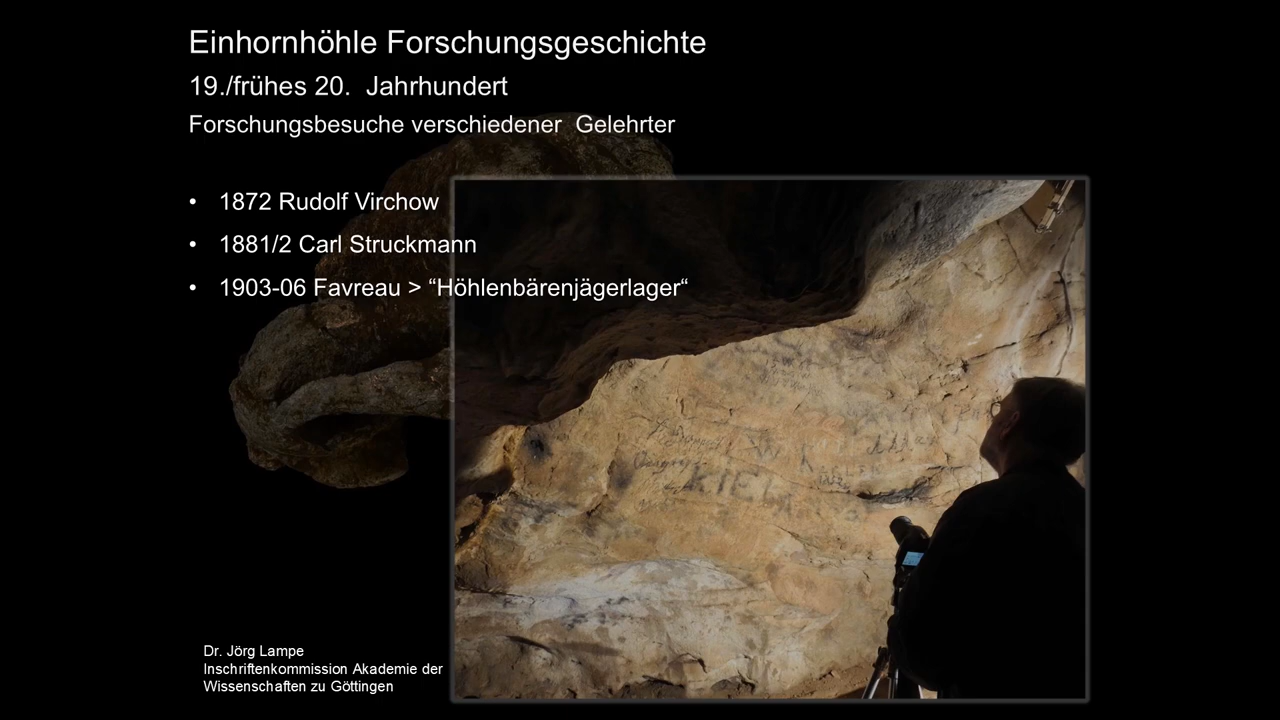 Einhornhöhle Forschungsgeschichte
19./frühes 20. Jahrhundert
Forschungsbesuche verschiedener Gelehrter
• 1872 Rudolf Virchow
• 1881/2 Carl Struckmann
• 1903-06 Favreau > “Höhlenbärenjägerlager“
KIEL
Dr. Jörg Lampe
Inschriftenkommission Akademie der
Wissenschaften zu Göttingen